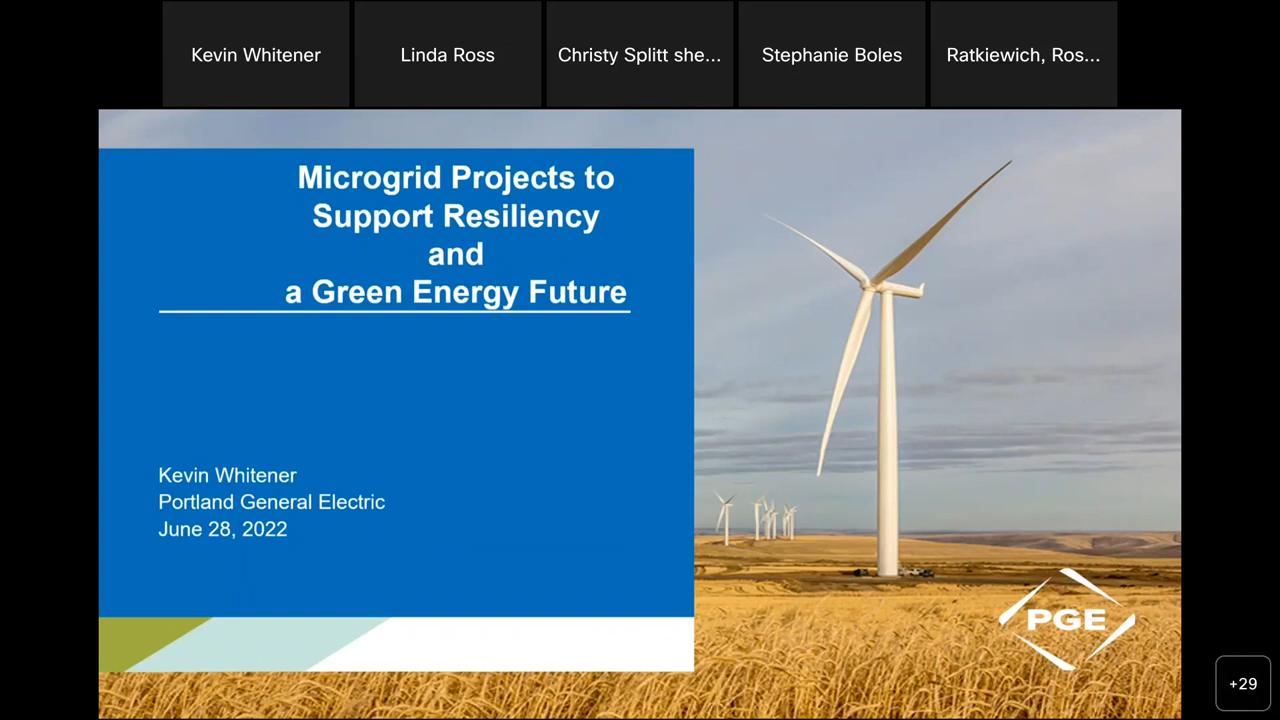 Kevin Whitener
Linda Ross
Christy Splitt she...
Stephanie Boles
Ratkiewich, Ros...
Microgrid Projects to
Support Resiliency
and
a Green Energy Future
Kevin Whitener
Portland General Electric
June 28, 2022
PGE
+29